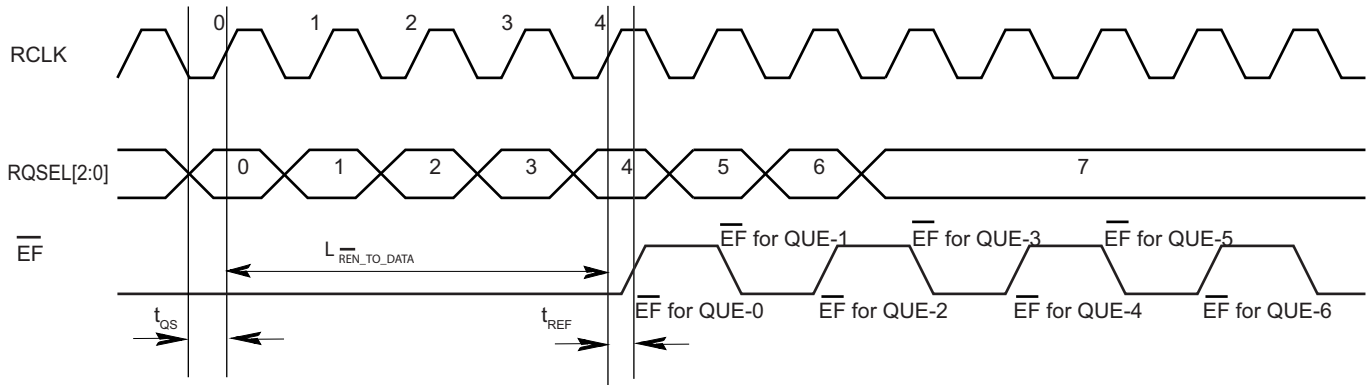 0 1 2 3 4
RCLK
RQSEL[2:0] 0 1 2 3 4 5 6 7
EF for QUE-1 EF for QUE-3 EF for QUE-5
EF
L REN_TO_DATA
EF for QUE-0 EF for QUE-2 EF for QUE-4 EF for QUE-6
tQS tREF